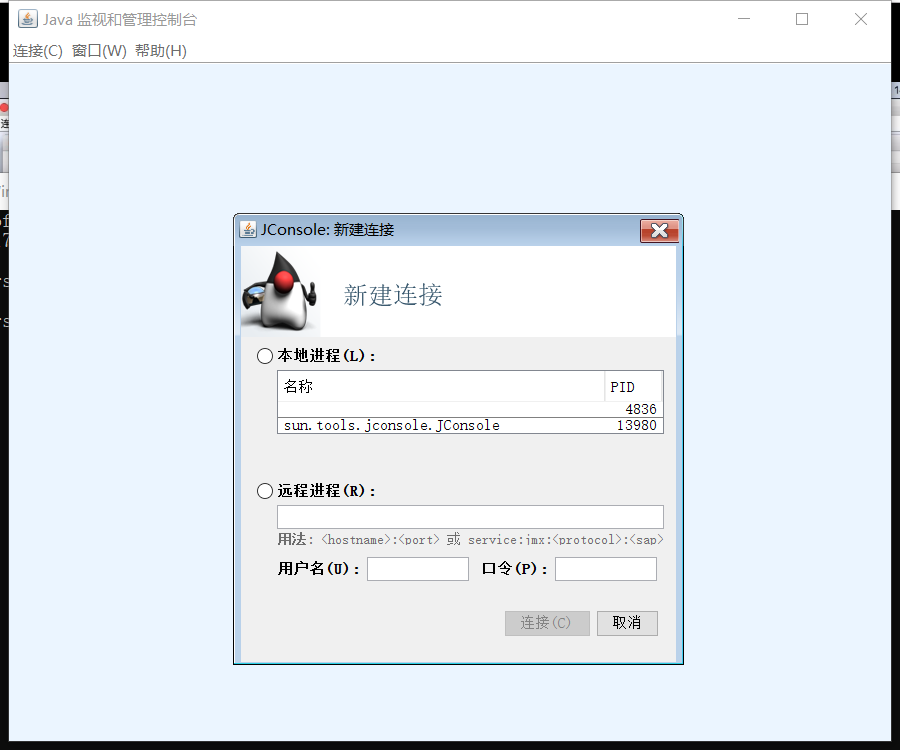 Java 监视和管理控制台
连接(C) 窗口(W) 帮助(H)
JConsole: 新建连接
新建连接
本地进程(L):
名称 PID
4836
sun.tools.jconsole.JConsole 13980
远程进程(R):
用法: <hostname>:<port> 或 service:jmx:<protocol>:<sap>
用户名(U): 口令(P):
连接(C) 取消